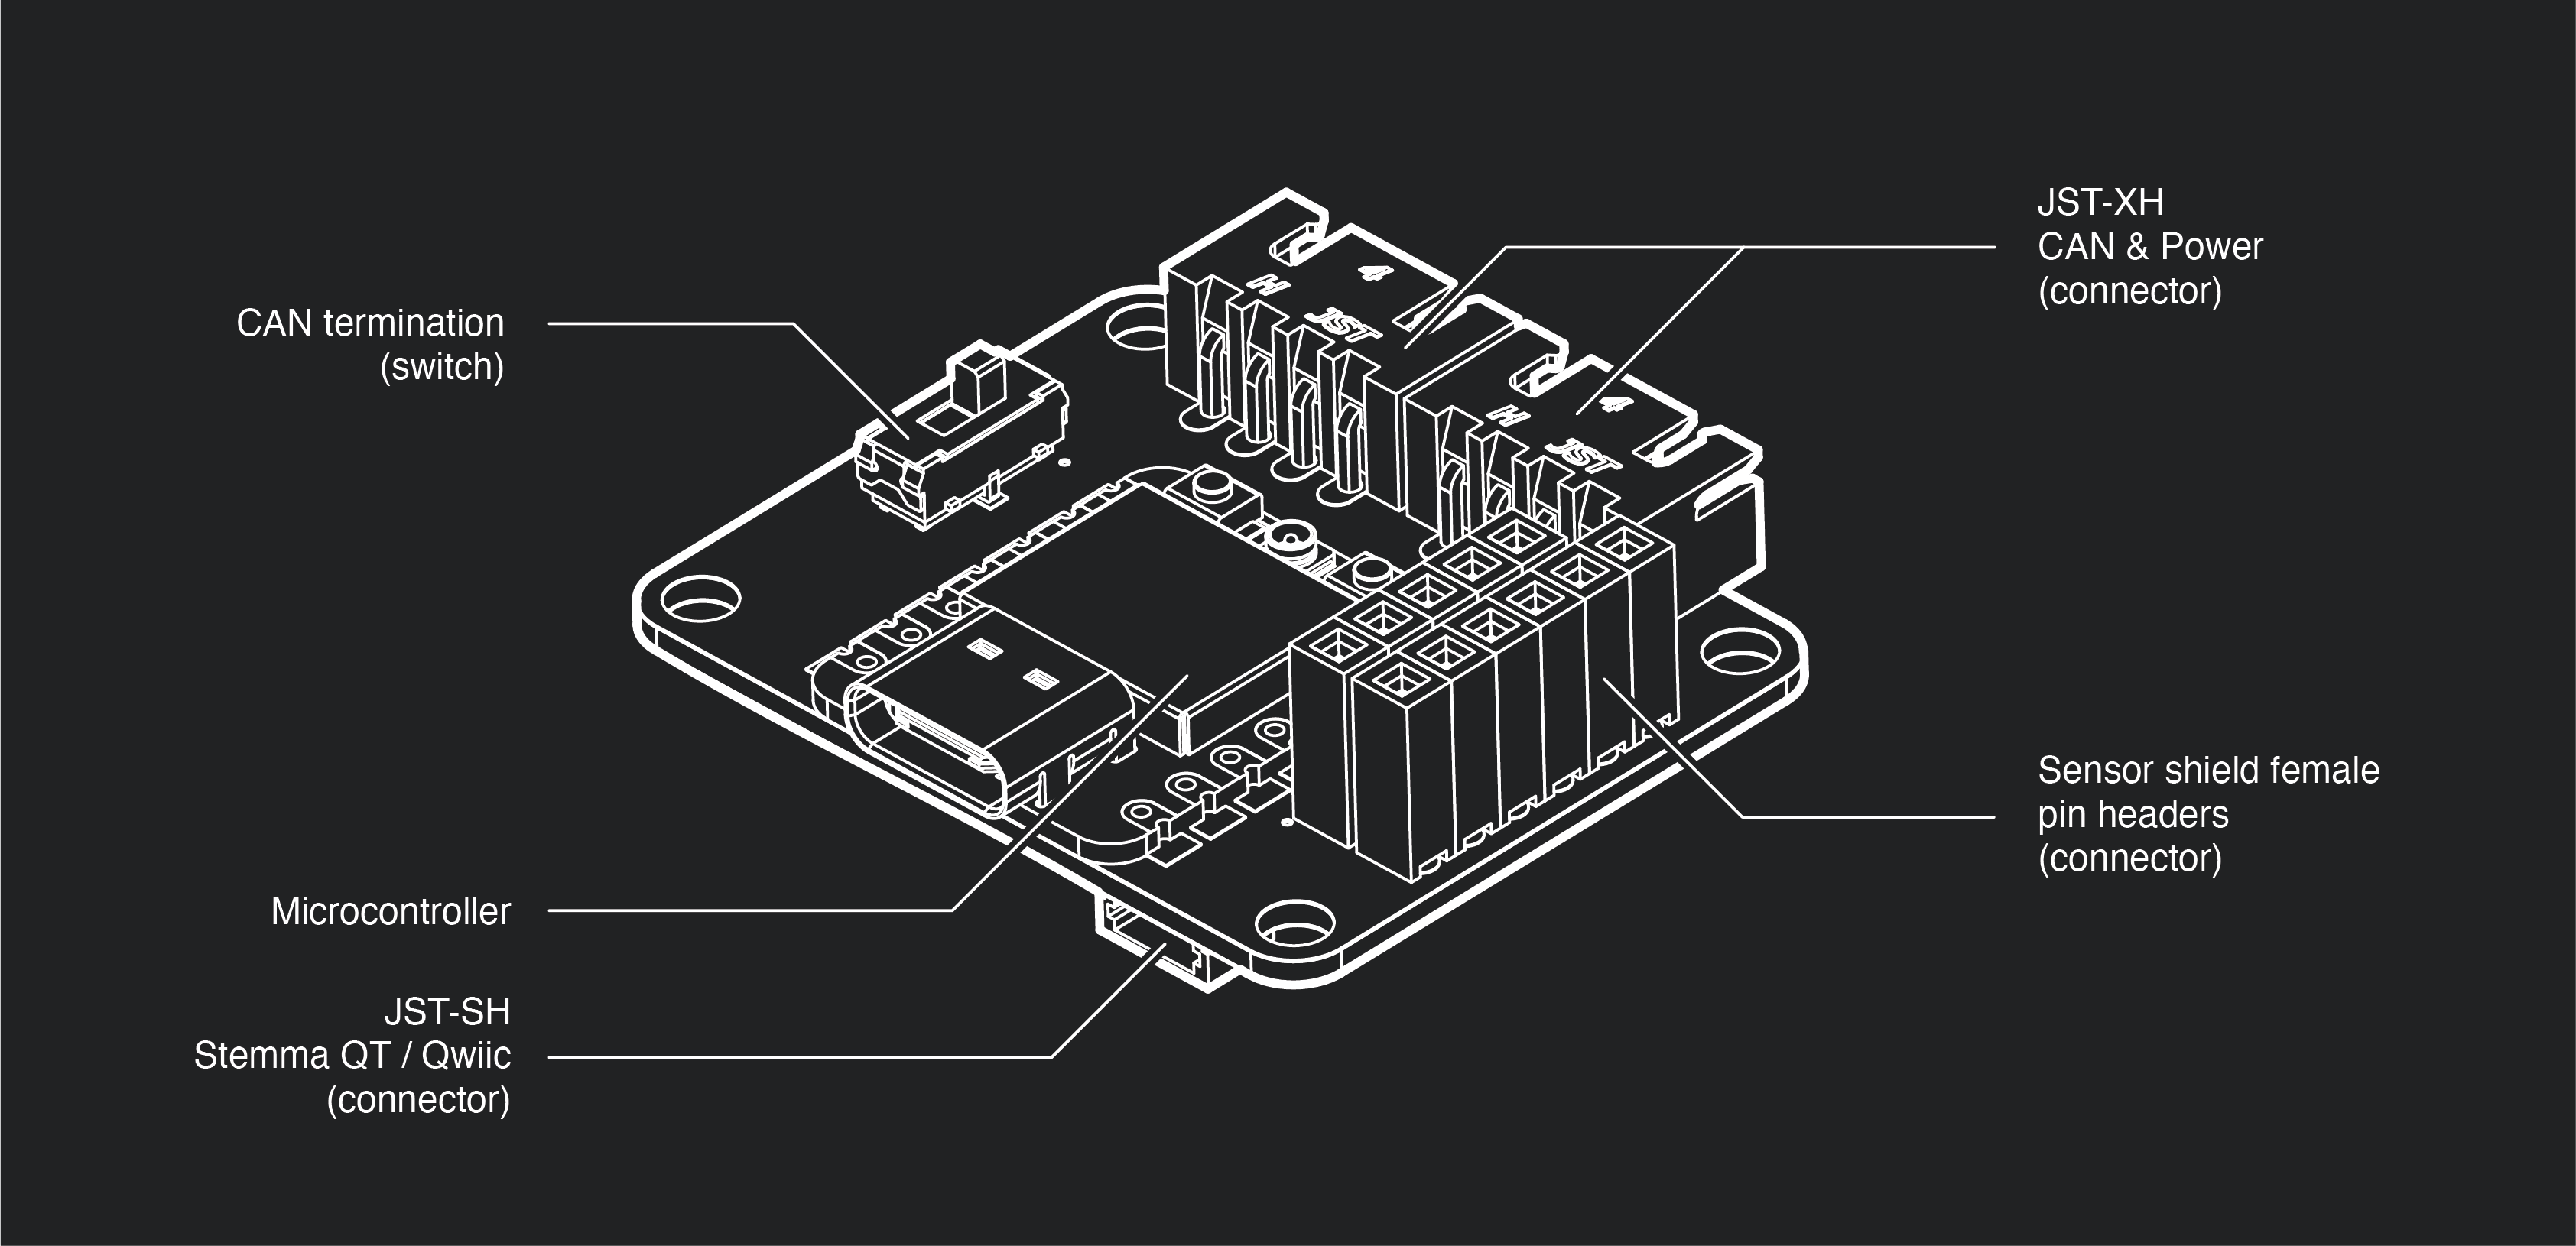 JST-XH
CAN & Power
(connector)
CAN termination
(switch)
4
H
JST
4
H
JST
Sensor shield female
pin headers
(connector)
Microcontroller
JST-SH
Stemma QT / Qwiic
(connector)